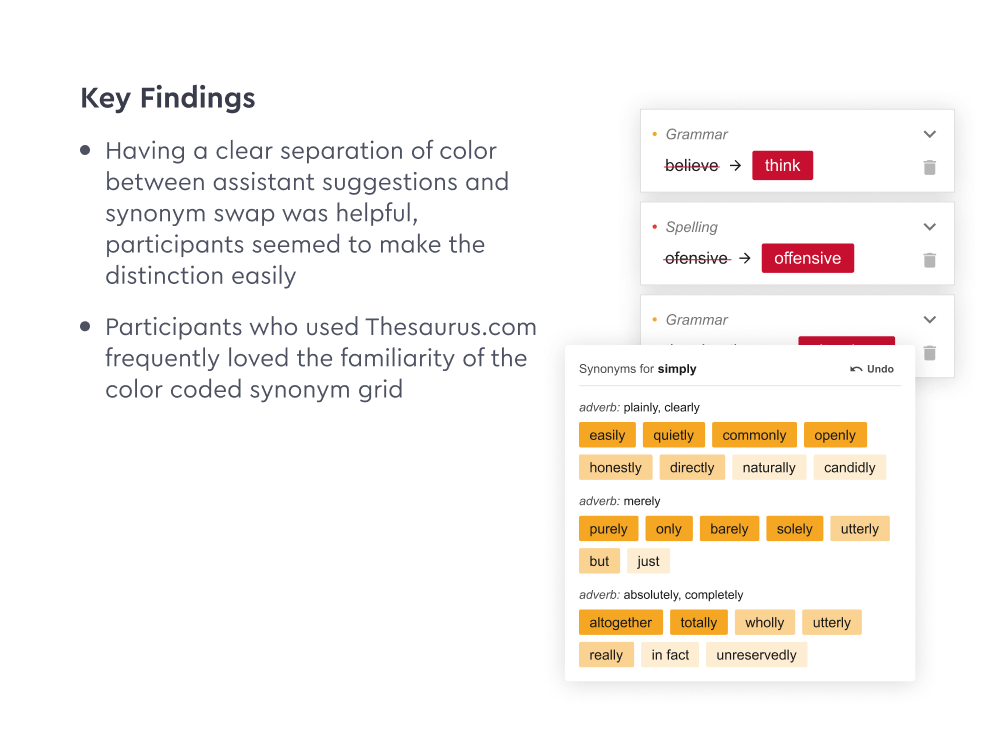 Key Findings
Having a clear separation of color
between assistant suggestions and
synonym swap was helpful,
participants seemed to make the
distinction easily
Participants who used Thesaurus.com
frequently loved the familiarity of the
color coded synonym grid
Grammar
believe → think
Spelling
ofensive → offensive
Grammar
Synonyms for simply Undo
adverb: plainly, clearly
easily quietly commonly openly
honestly directly naturally candidly
adverb: merely
purely only barely solely utterly
but just
adverb: absolutely, completely
altogether totally wholly utterly
really in fact unreservedly